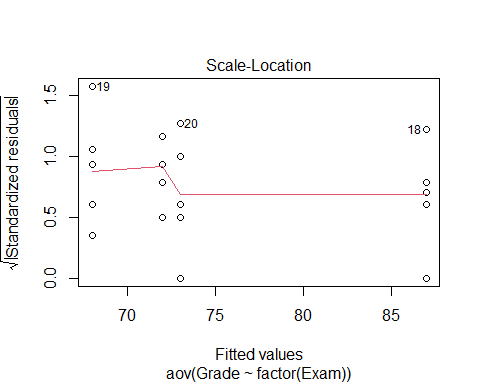 Scale-Location
√|Standardized residuals|
1.5
1.0
0.5
0.0
19
20
18
70
75
80
85
Fitted values
aov(Grade ~ factor(Exam))